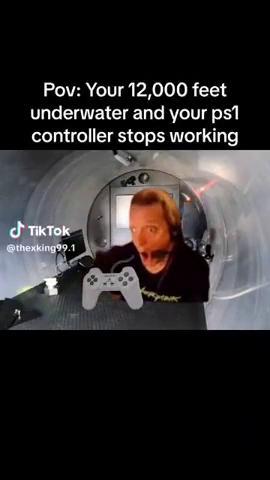 Pov: Your 12,000 feet
underwater and your ps1
controller stops working
TikTok
@thexking99.1